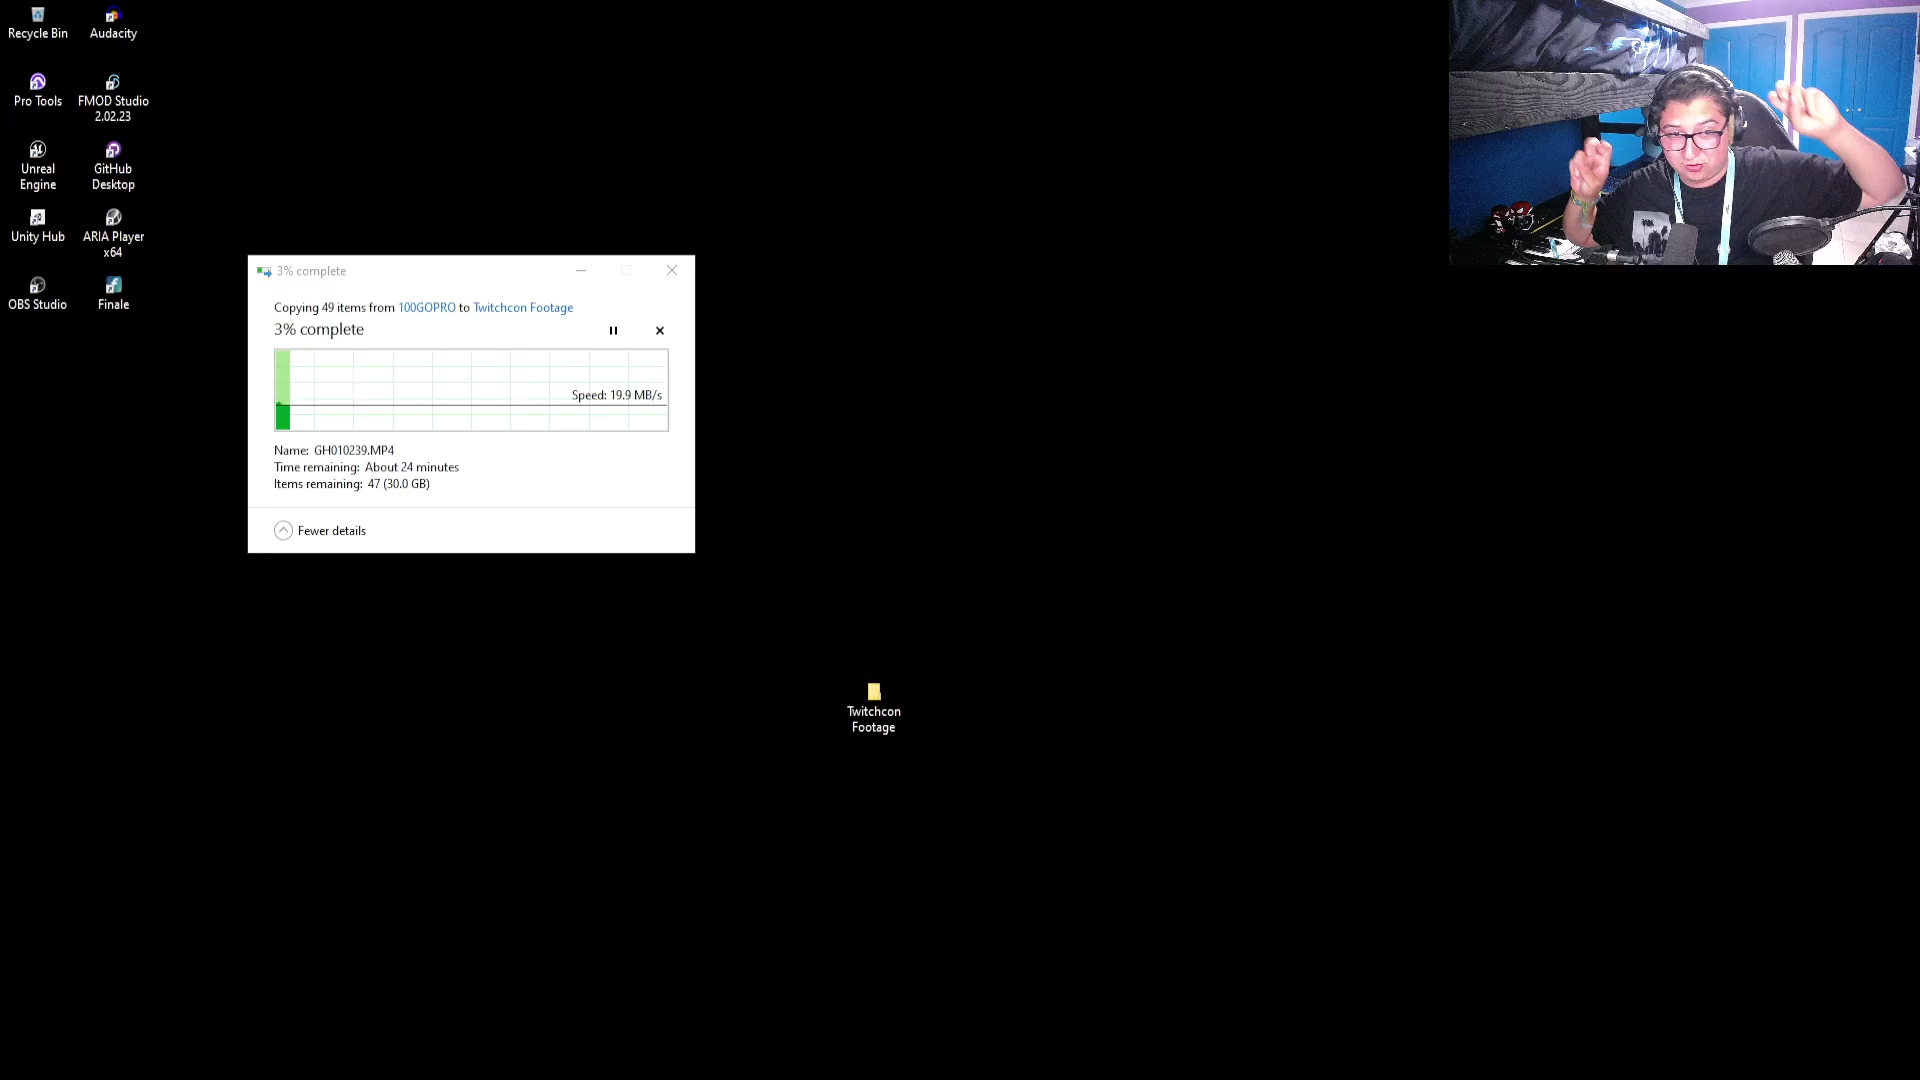 Recycle Bin
Audacity
Pro Tools
FMOD Studio
2.02.23
Unreal
Engine
GitHub
Desktop
Unity Hub
ARIA Player
x64
OBS Studio
Finale
3% complete
Copying 49 items from 100GOPRO to Twitchcon Footage
3% complete
Speed: 19.9 MB/s
Name: GH010239.MP4
Time remaining: About 24 minutes
Items remaining: 47 (30.0 GB)
Fewer details
Twitchcon
Footage